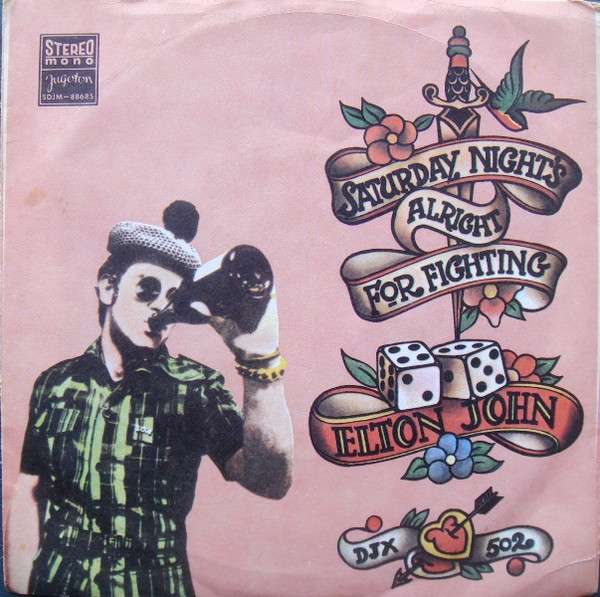 STEREO
mono
Jugoton
SDJM-88685
SATURDAY NIGHT'S
ALRIGHT
FOR FIGHTING
ELTON JOHN
DJX 502